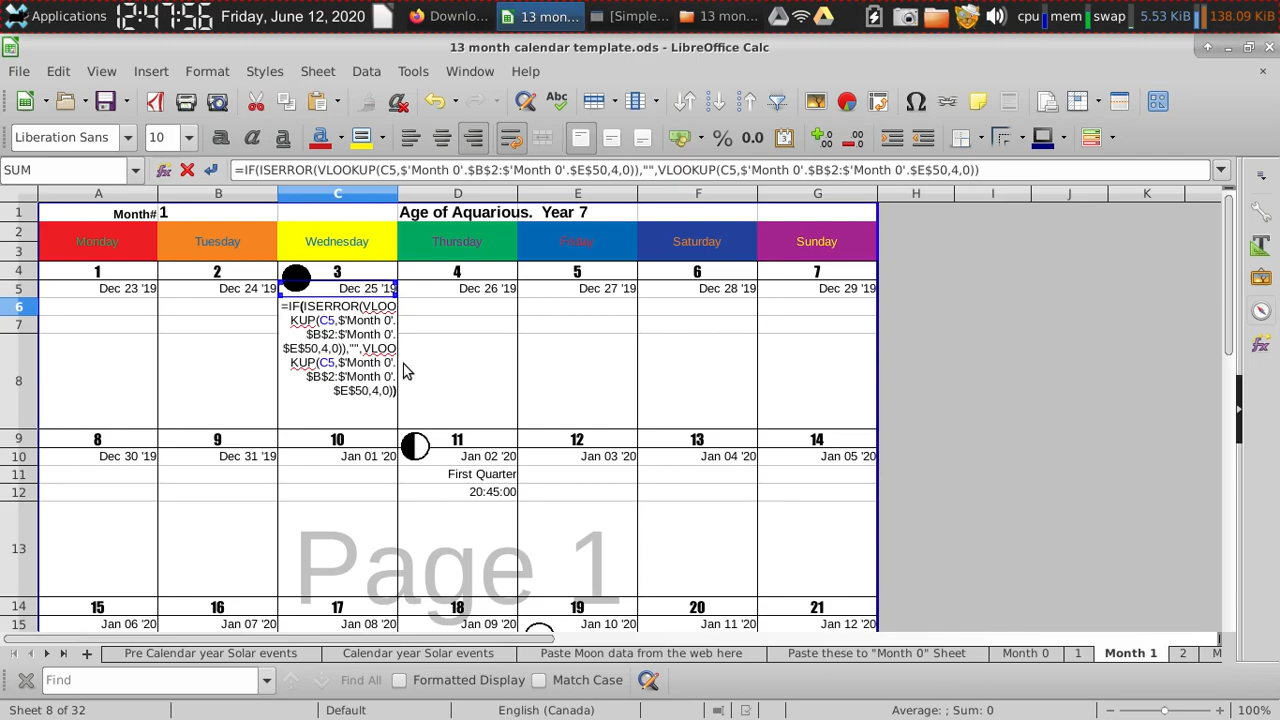 Applications 12:41:56 Friday, June 12, 2020 Downlo... 13 mon... [Simple... 13 mon... cpu mem swap 5.53 KiB 138.09 KiB
13 month calendar template.ods - LibreOffice Calc
File Edit View Insert Format Styles Sheet Data Tools Window Help
Liberation Sans 10
SUM =IF(ISERROR(VLOOKUP(C5,$'Month 0'.$B$2:$'Month 0'.$E$50,4,0)),"",VLOOKUP(C5,$'Month 0'.$B$2:$'Month 0'.$E$50,4,0))
A B C D E F G H I J K
1 Month# 1 Age of Aquarious. Year 7
2 Monday Tuesday Wednesday Thursday Friday Saturday Sunday
3
4 1 2 3 4 5 6 7
5 Dec 23 '19 Dec 24 '19 Dec 25 '19 Dec 26 '19 Dec 27 '19 Dec 28 '19 Dec 29 '19
6 =IF(ISERROR(VLOO
7 KUP(C5,$'Month 0'.
$B$2:$'Month 0'.
$E$50,4,0)),"",VLOO
KUP(C5,$'Month 0'.
8 $B$2:$'Month 0'.
$E$50,4,0))
9 8 9 10 11 12 13 14
10 Dec 30 '19 Dec 31 '19 Jan 01 '20 Jan 02 '20 Jan 03 '20 Jan 04 '20 Jan 05 '20
11 First Quarter
12 20:45:00
13 Page 1
14 15 16 17 18 19 20 21
15 Jan 06 '20 Jan 07 '20 Jan 08 '20 Jan 09 '20 Jan 10 '20 Jan 11 '20 Jan 12 '20
Pre Calendar year Solar events Calendar year Solar events Paste Moon data from the web here Paste these to "Month 0" Sheet Month 0 1 Month 1 2 M
Find Find All Formatted Display Match Case
Sheet 8 of 32 Default English (Canada) Average: ; Sum: 0 100%